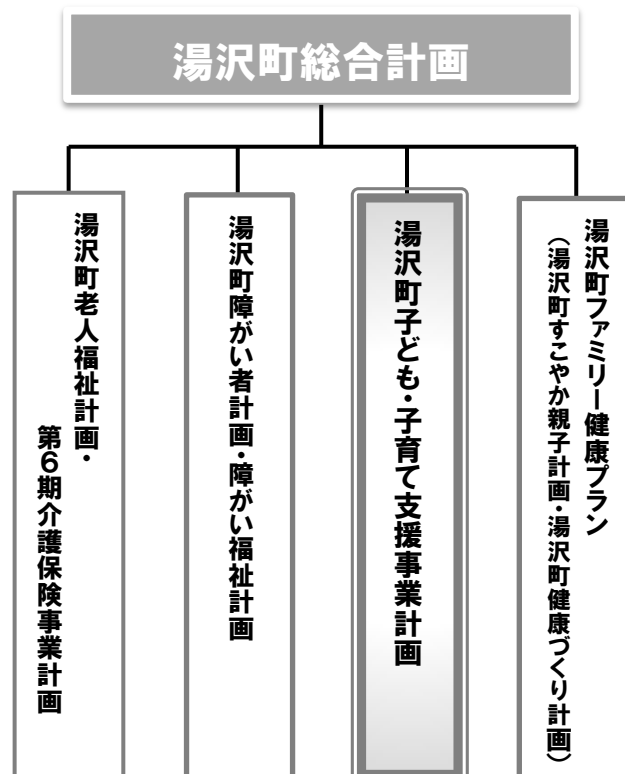 湯沢町総合計画
湯沢町ファミリー健康プラン
（湯沢町すこやか親子計画・湯沢町健康づくり計画）
湯沢町子ども・子育て支援事業計画
湯沢町障がい者計画・障がい福祉計画
湯沢町老人福祉計画・
第６期介護保険事業計画